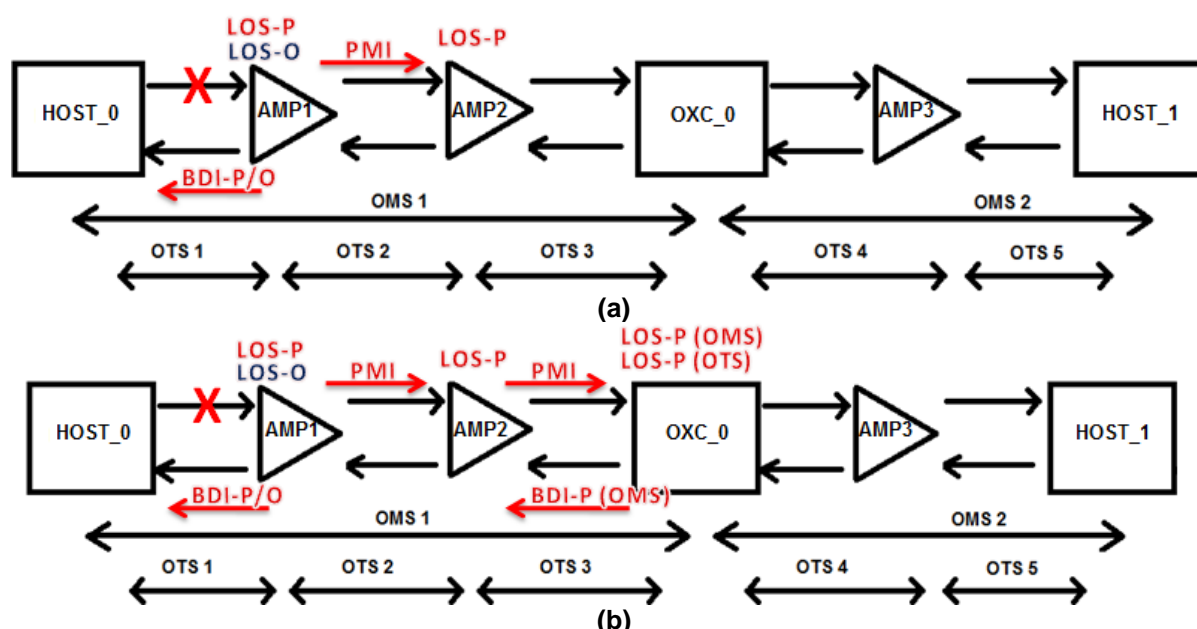 LOS-P
LOS-O
PMI
LOS-P
HOST_0
AMP1
AMP2
OXC_0
AMP3
HOST_1
X
BDI-P/O
OMS 1
OMS 2
OTS 1
OTS 2
OTS 3
OTS 4
OTS 5
(a)
LOS-P (OMS)
LOS-P (OTS)
LOS-P
LOS-O
PMI
LOS-P
PMI
X
HOST_0
AMP1
AMP2
OXC_0
AMP3
HOST_1
BDI-P/O
BDI-P (OMS)
OMS 1
OMS 2
OTS 1
OTS 2
OTS 3
OTS 4
OTS 5
(b)